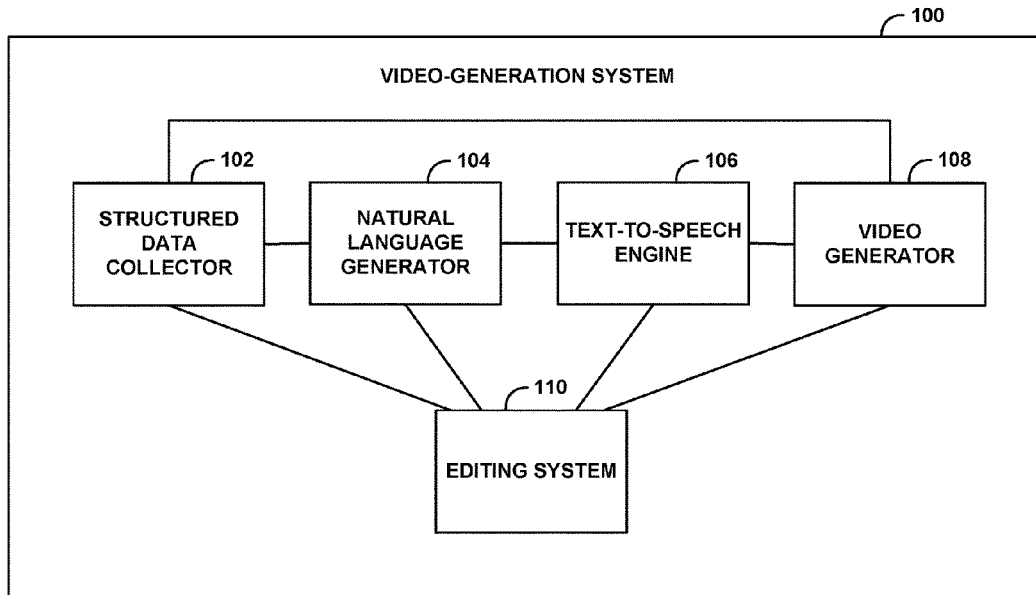 100
VIDEO-GENERATION SYSTEM
102
104
106
108
STRUCTURED
DATA
COLLECTOR
NATURAL
LANGUAGE
GENERATOR
TEXT-TO-SPEECH
ENGINE
VIDEO
GENERATOR
110
EDITING SYSTEM